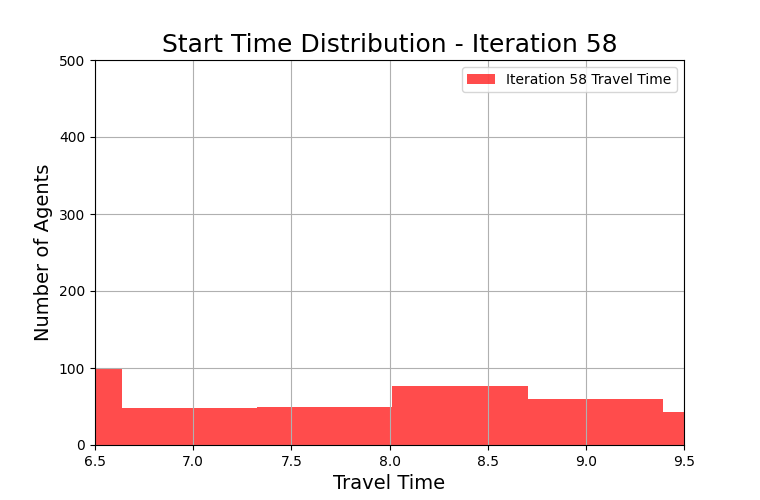 Start Time Distribution - Iteration 58
Iteration 58 Travel Time
500
400
300
200
100
0
Number of Agents
6.5 7.0 7.5 8.0 8.5 9.0 9.5
Travel Time